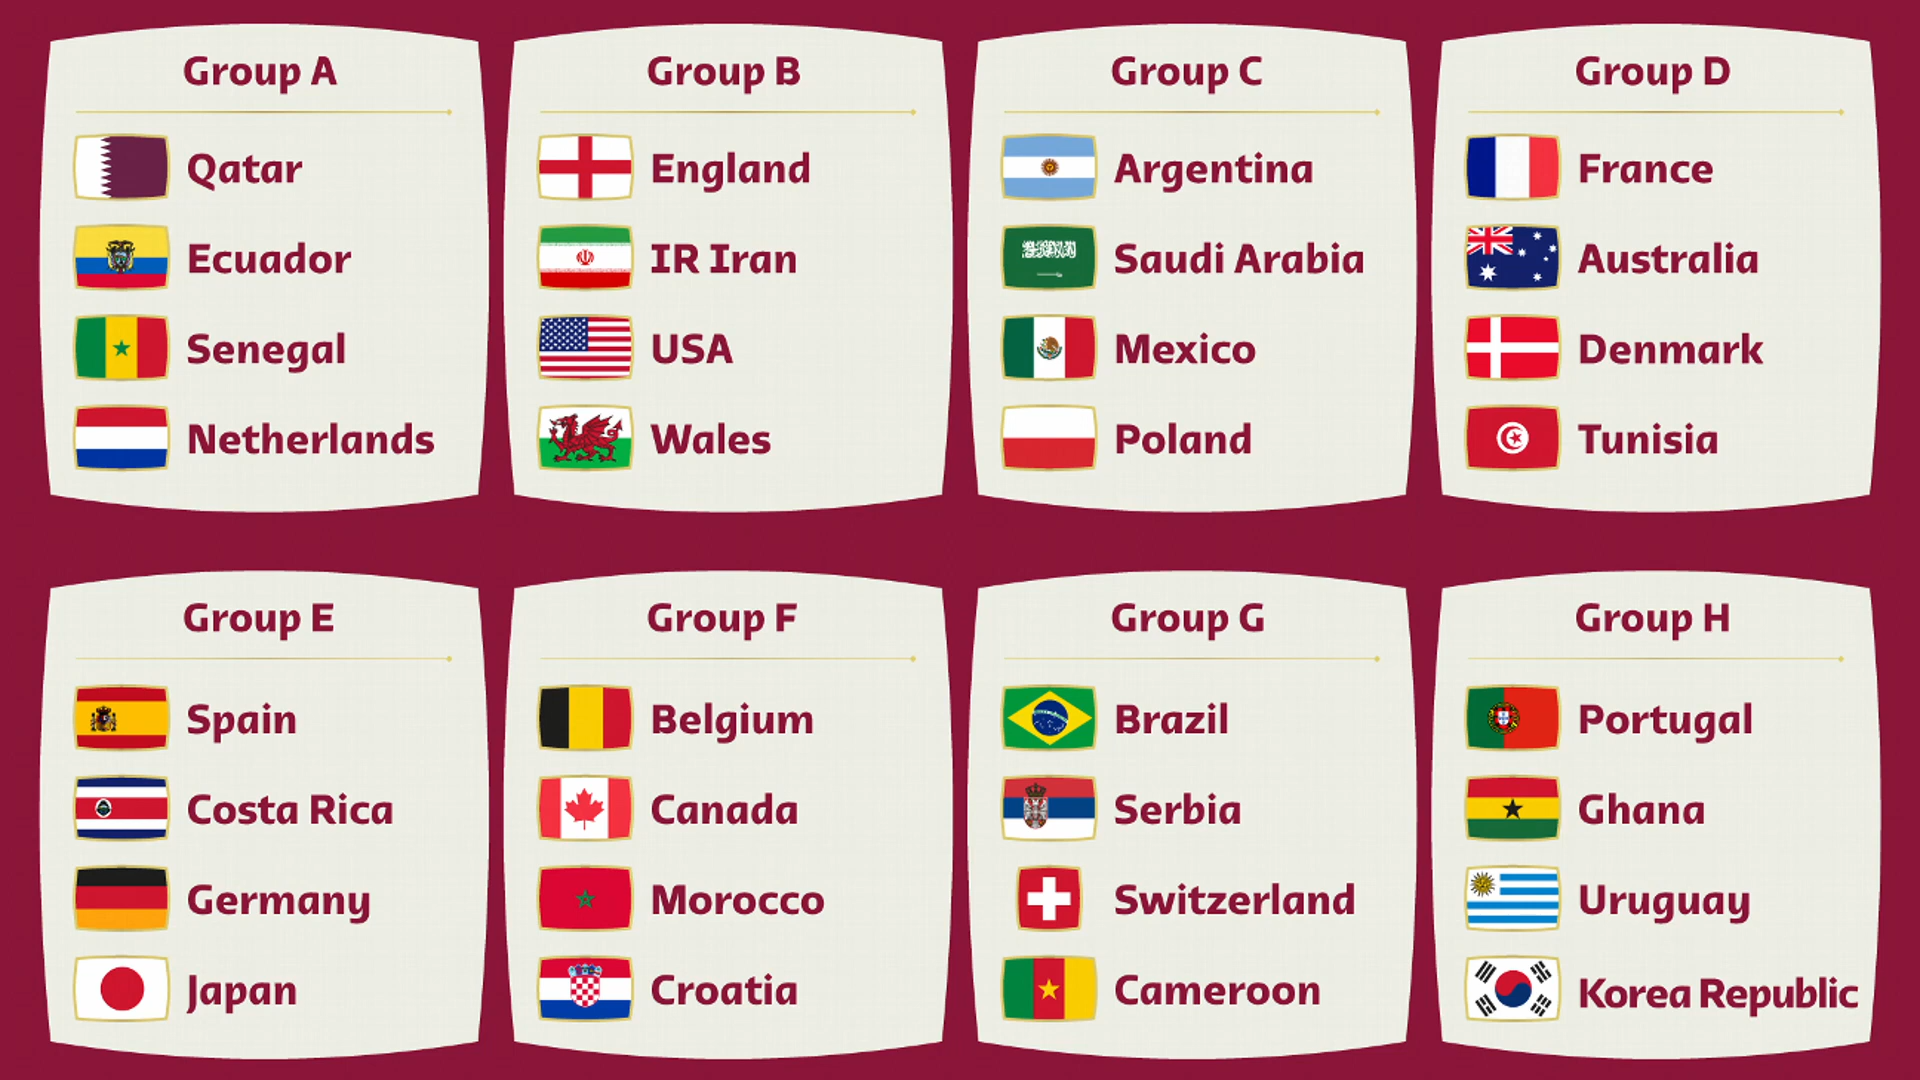 Group A
Qatar
Ecuador
Senegal
Netherlands
Group B
England
IR Iran
USA
Wales
Group C
Argentina
Saudi Arabia
Mexico
Poland
Group D
France
Australia
Denmark
Tunisia
Group E
Spain
Costa Rica
Germany
Japan
Group F
Belgium
Canada
Morocco
Croatia
Group G
Brazil
Serbia
Switzerland
Cameroon
Group H
Portugal
Ghana
Uruguay
Korea Republic